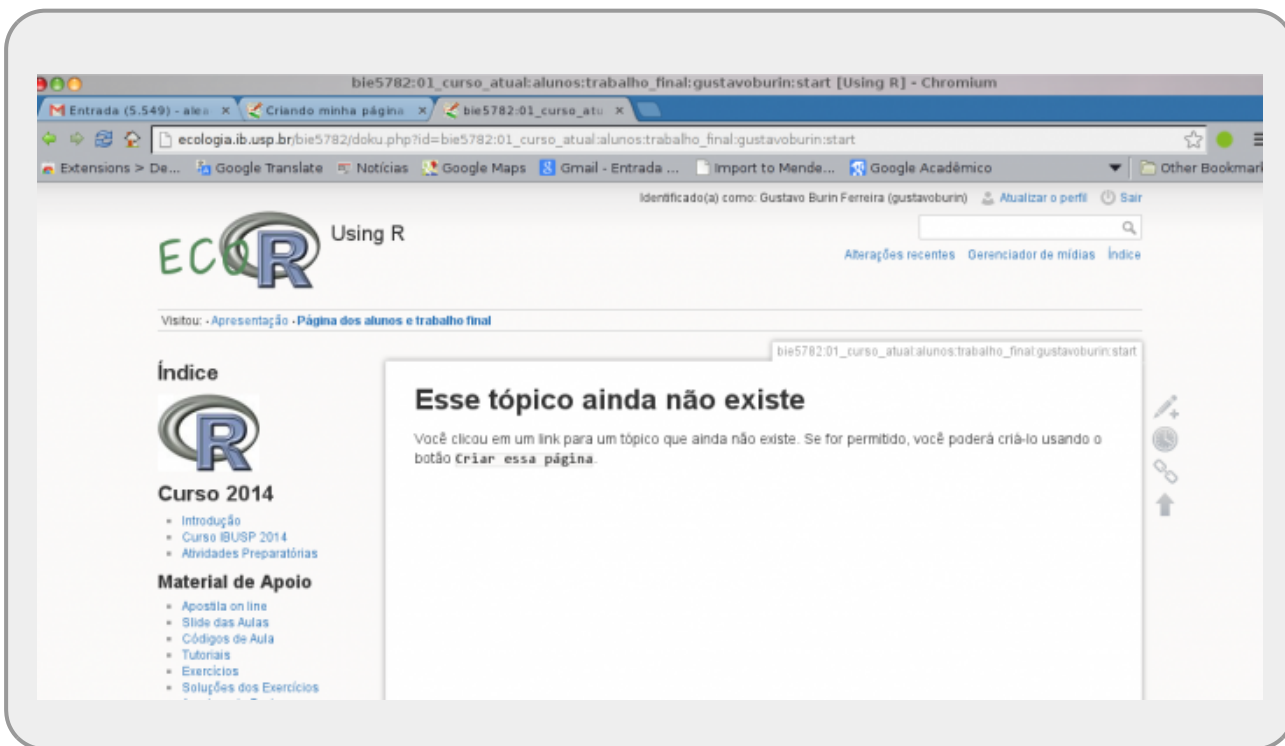 bie5782:01_curso_atual:alunos:trabalho_final:gustavoburin:start [Using R] - Chromium
Entrada (5.549) - alea × Criando minha página × bie5782:01_curso_atu ×
ecologia.ib.usp.br/bie5782/doku.php?id=bie5782:01_curso_atual:alunos:trabalho_final:gustavoburin:start
Extensions > De... Google Translate Notícias Google Maps Gmail - Entrada ... Import to Mende... Google Acadêmico Other Bookmar
Identificado(a) como: Gustavo Burin Ferreira (gustavoburin) Atualizar o perfil Sair
ECO R Using R
Alterações recentes Gerenciador de mídias Índice
Visitou: • Apresentação • Página dos alunos e trabalho final
bie5782:01_curso_atual:alunos:trabalho_final:gustavoburin:start
Índice
R
Curso 2014
Introdução
Curso IBUSP 2014
Atividades Preparatórias
Material de Apoio
Apostila on line
Slide das Aulas
Códigos de Aula
Tutoriais
Exercícios
Soluções dos Exercícios
Esse tópico ainda não existe
Você clicou em um link para um tópico que ainda não existe. Se for permitido, você poderá criá-lo usando o
botão Criar essa página.